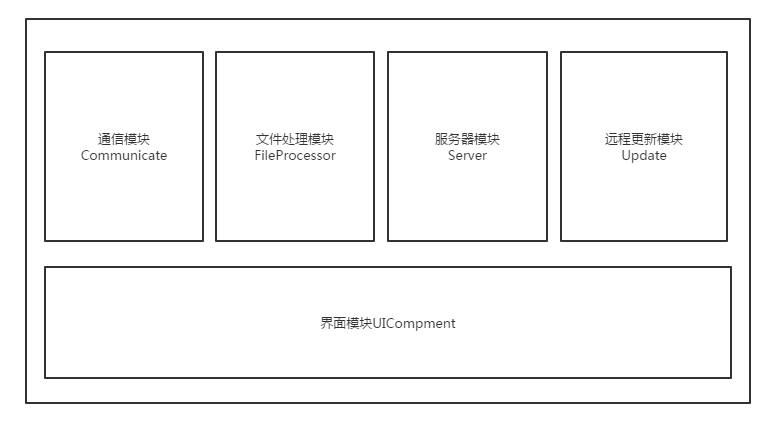 通信模块
Communicate
文件处理模块
FileProcessor
服务器模块
Server
远程更新模块
Update
界面模块UICompment